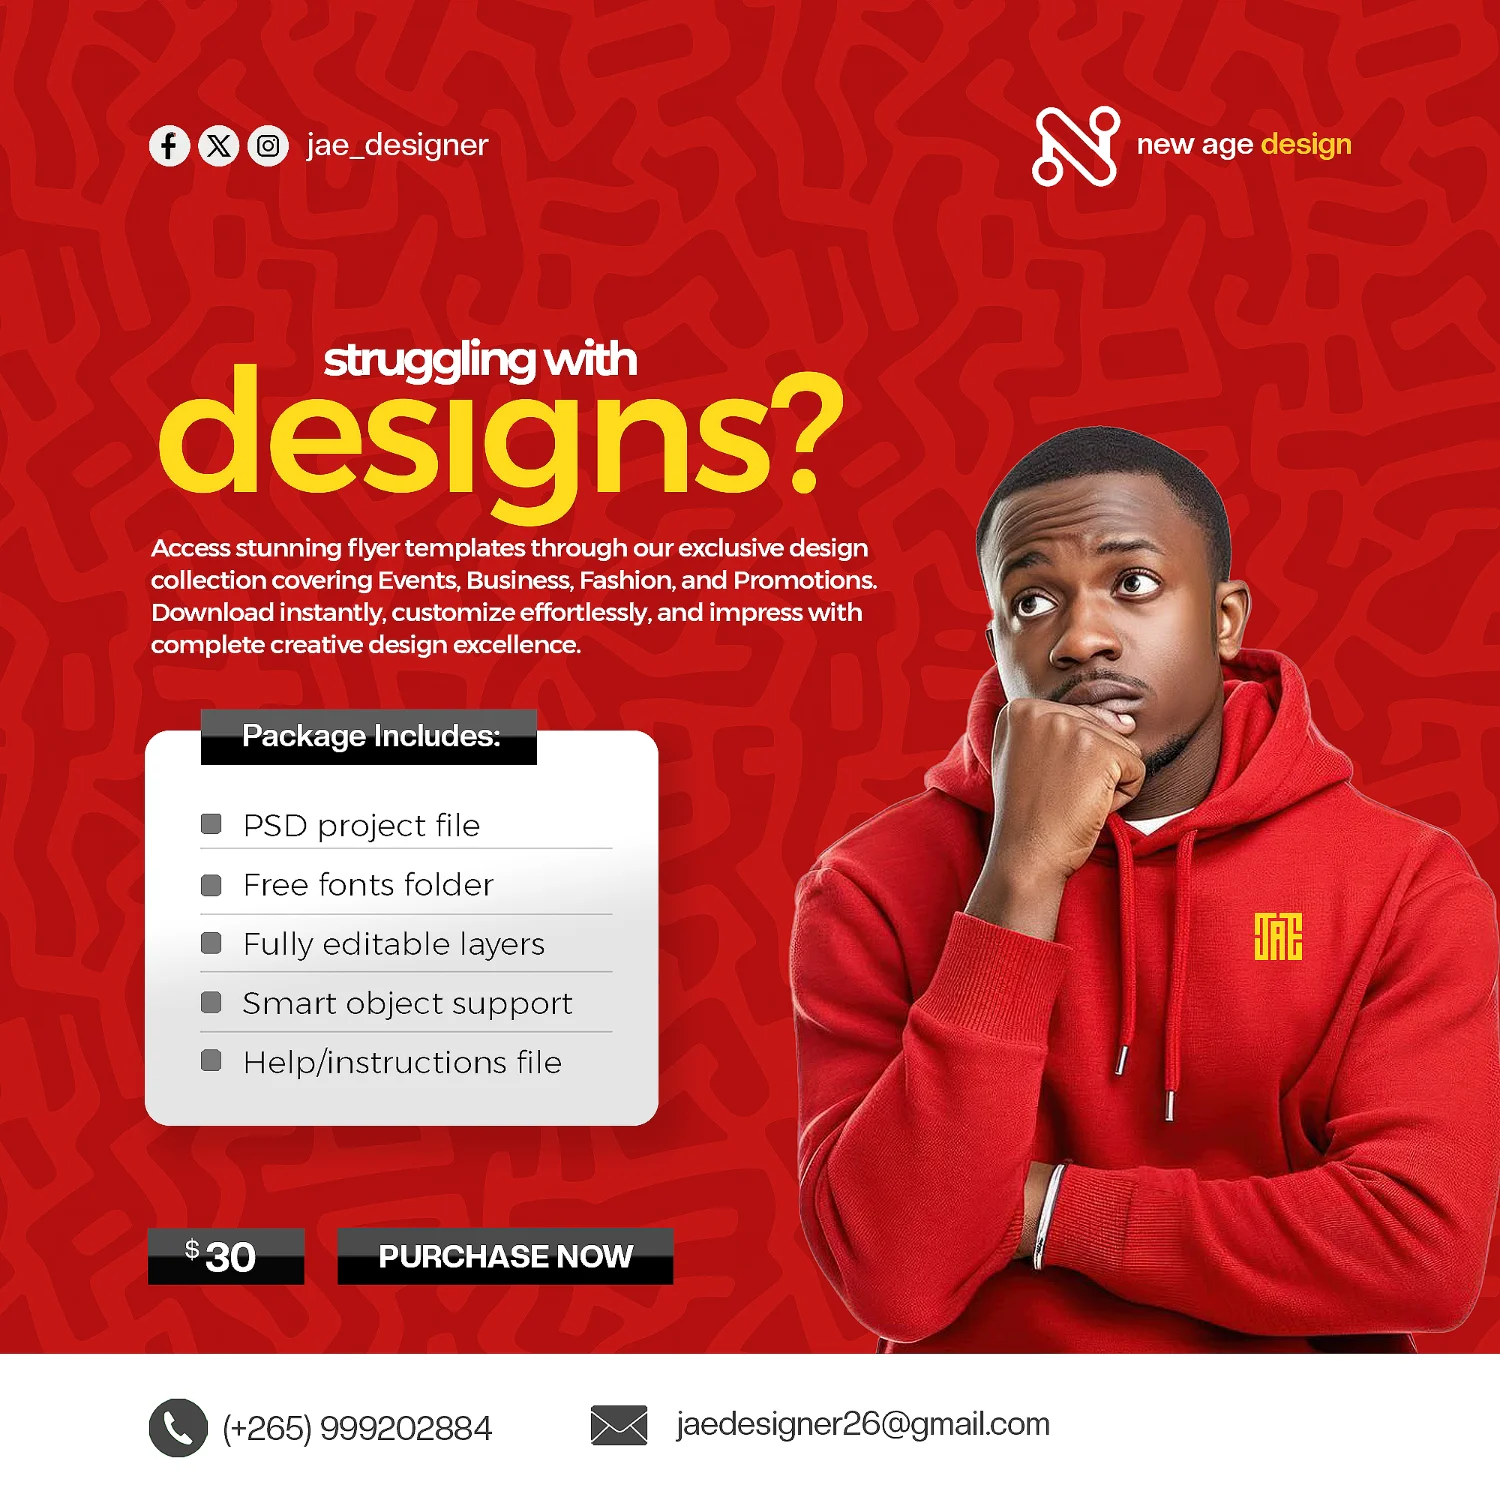 jae_designer
new age design
struggling with
designs?
Access stunning flyer templates through our exclusive design
collection covering Events, Business, Fashion, and Promotions.
Download instantly, customize effortlessly, and impress with
complete creative design excellence.
Package Includes:
PSD project file
Free fonts folder
Fully editable layers
Smart object support
Help/instructions file
JAE
$30
PURCHASE NOW
(+265) 999202884
jaedesigner26@gmail.com